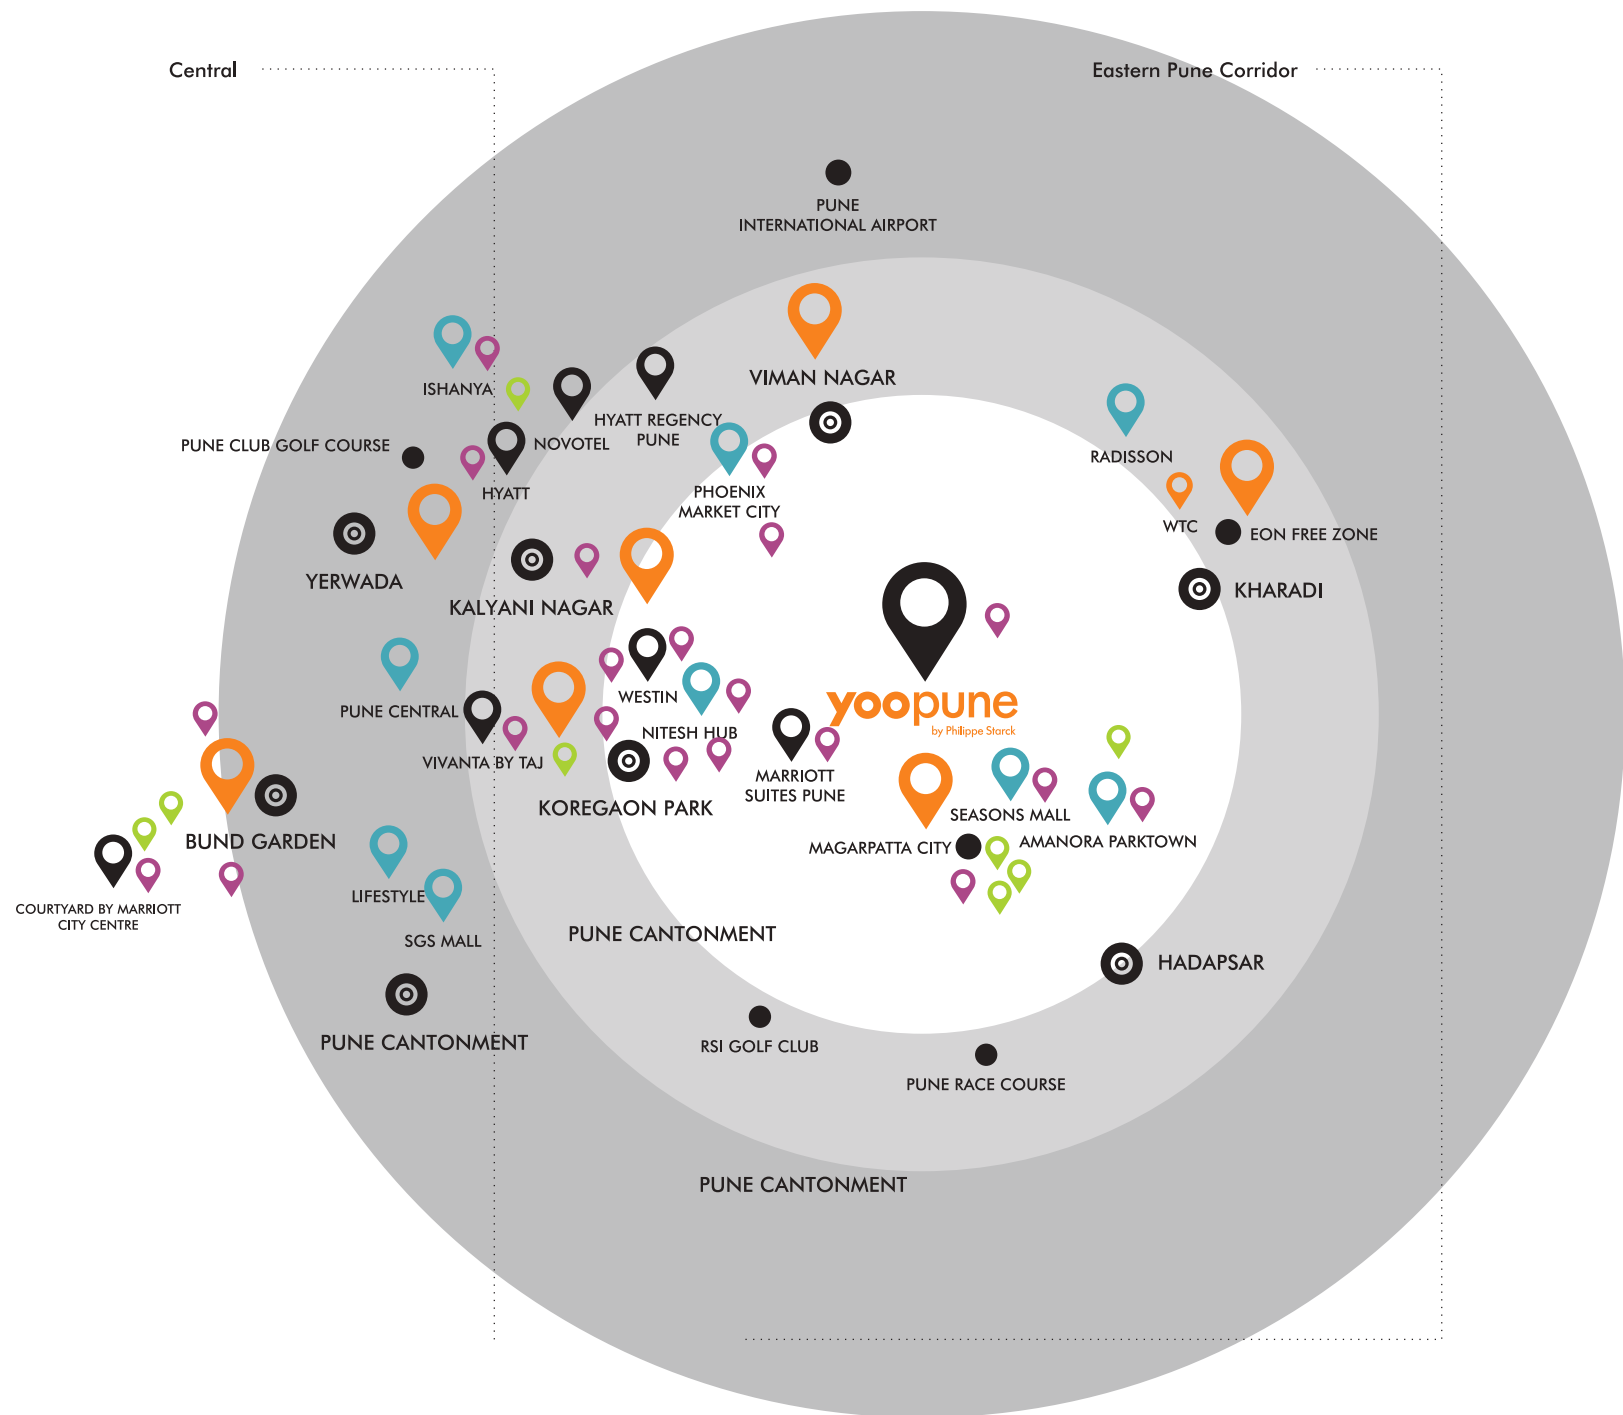 Central
Eastern Pune Corridor
PUNE
INTERNATIONAL AIRPORT
VIMAN NAGAR
ISHANYA
HYATT REGENCY
PUNE
NOVOTEL
PUNE CLUB GOLF COURSE
HYATT
PHOENIX
MARKET CITY
RADISSON
WTC
EON FREE ZONE
YERWADA
KALYANI NAGAR
KHARADI
WESTIN
PUNE CENTRAL
NITESH HUB
yoopune
by Philippe Starck
VIVANTA BY TAJ
MARRIOTT
SUITES PUNE
KOREGAON PARK
SEASONS MALL
BUND GARDEN
MAGARPATTA CITY
AMANORA PARKTOWN
LIFESTYLE
COURTYARD BY MARRIOTT
CITY CENTRE
SGS MALL
PUNE CANTONMENT
HADAPSAR
PUNE CANTONMENT
RSI GOLF CLUB
PUNE RACE COURSE
PUNE CANTONMENT